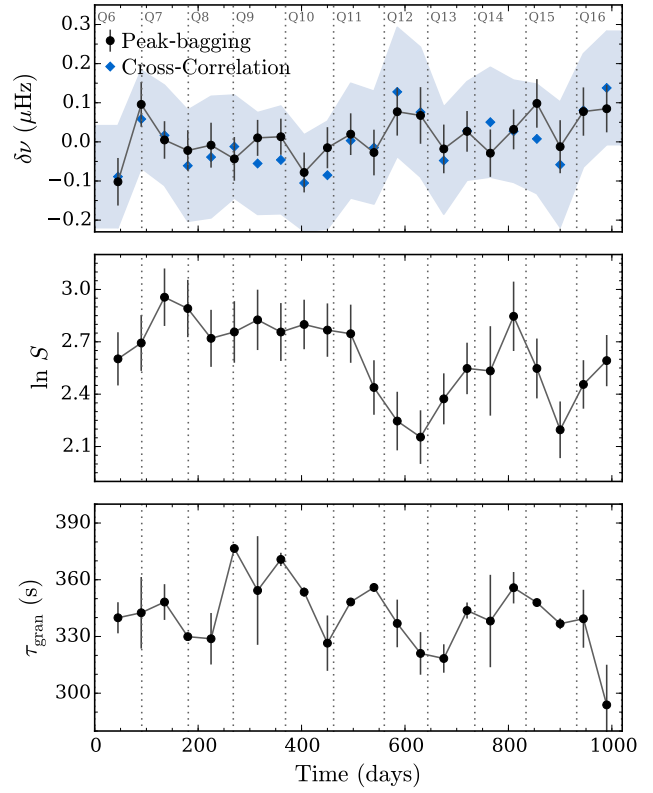 Q6 Q7 Q8 Q9 Q10 Q11 Q12 Q13 Q14 Q15 Q16
Peak-bagging
Cross-Correlation
δν (μHz)
0.3
0.2
0.1
0.0
−0.1
−0.2
ln S
3.0
2.7
2.4
2.1
τgran (s)
390
360
330
300
0 200 400 600 800 1000
Time (days)